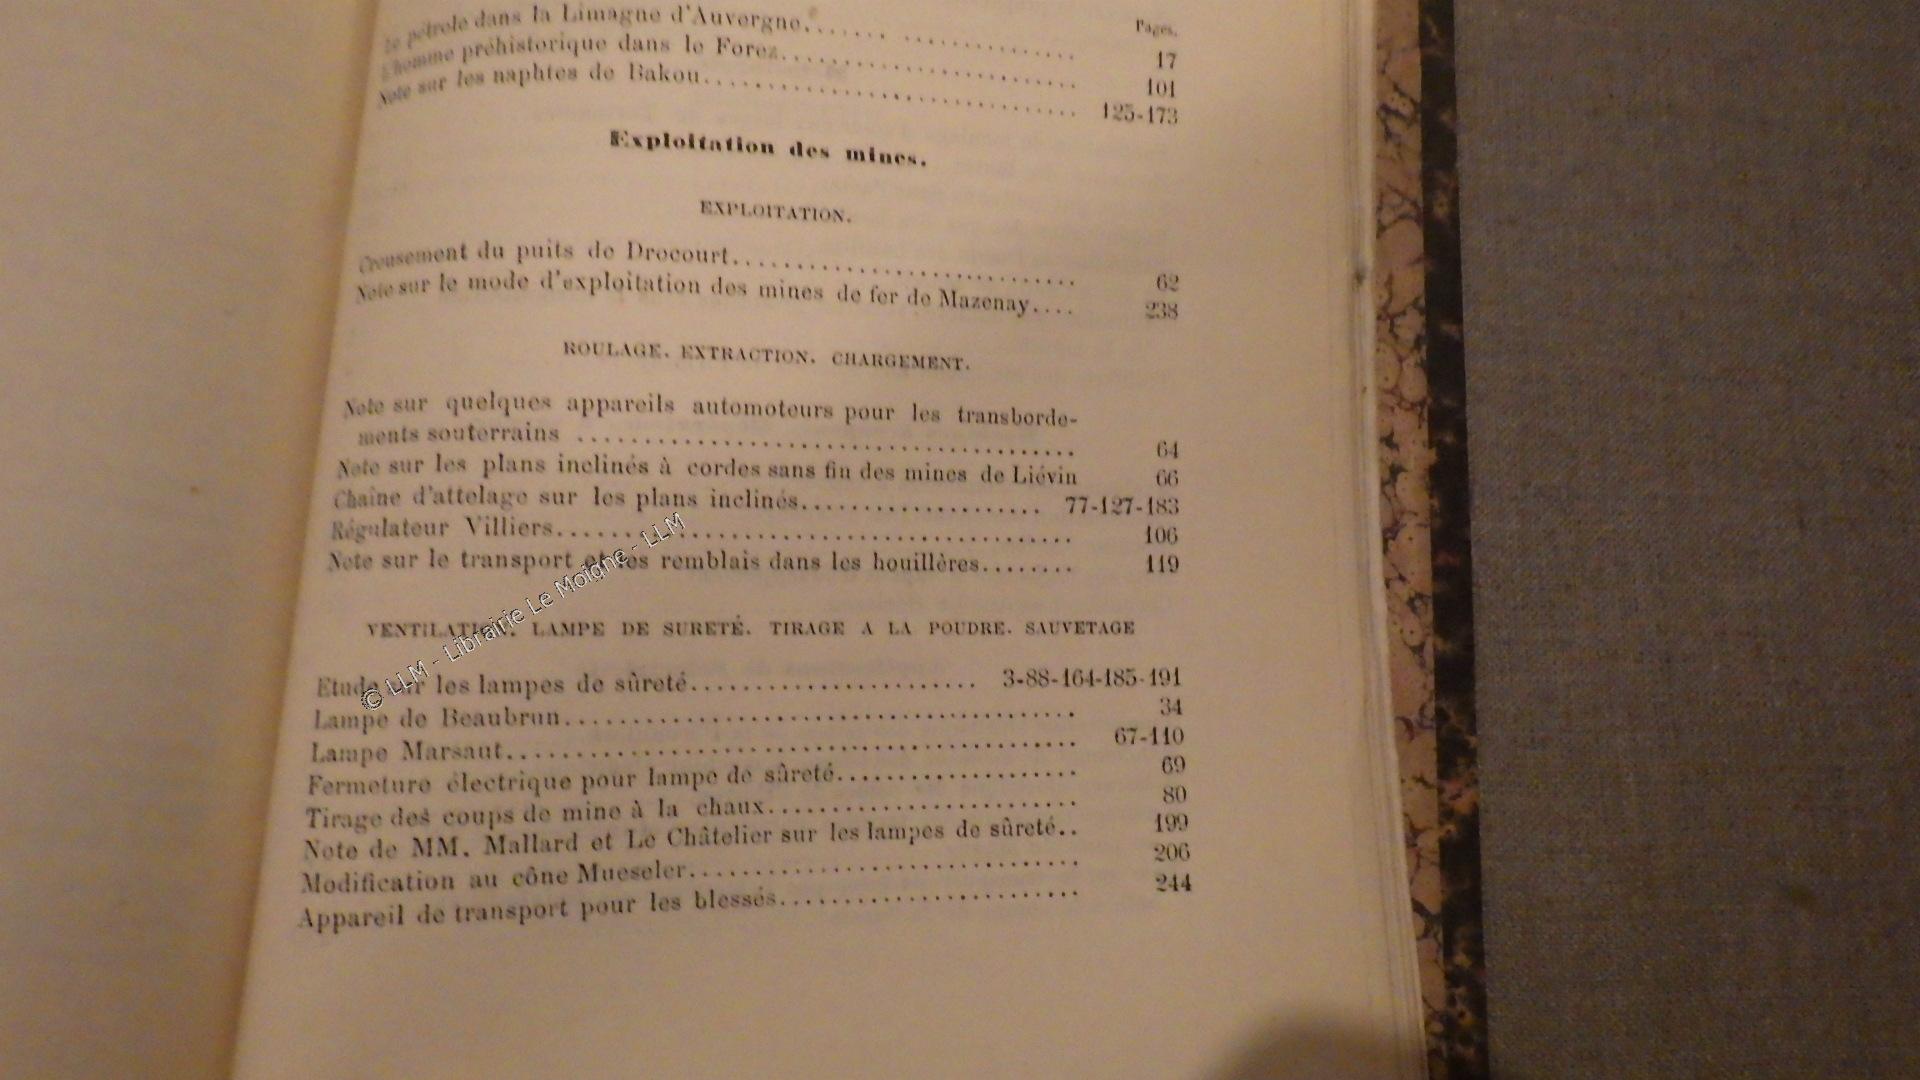 Pages.
Le pétrole dans la Limagne d'Auvergne.... 17
L'homme préhistorique dans le Forez.... 101
Note sur les naphtes de Bakou.... 125-173
Exploitation des mines.
EXPLOITATION.
Creusement du puits de Drocourt.... 62
Note sur le mode d'exploitation des mines de fer de Mazenay.... 238
ROULAGE. EXTRACTION. CHARGEMENT.
Note sur quelques appareils automoteurs pour les transborde-
ments souterrains .... 64
Note sur les plans inclinés à cordes sans fin des mines de Liévin 66
Chaîne d'attelage sur les plans inclinés.... 77-127-183
Régulateur Villiers.... 106
Note sur le transport et les remblais dans les houillères.... 119
VENTILATION. LAMPE DE SURETÉ. TIRAGE A LA POUDRE. SAUVETAGE
Etude sur les lampes de sûreté.... 3-88-164-185-191
Lampe de Beaubrun.... 34
Lampe Marsaut.... 67-110
Fermeture électrique pour lampe de sûreté.... 69
Tirage des coups de mine à la chaux.... 80
Note de MM. Mallard et Le Châtelier sur les lampes de sûreté.. 199
Modification au cône Mueseler.... 206
Appareil de transport pour les blessés.... 244
© LLM - Librairie Le Moigne - LLM